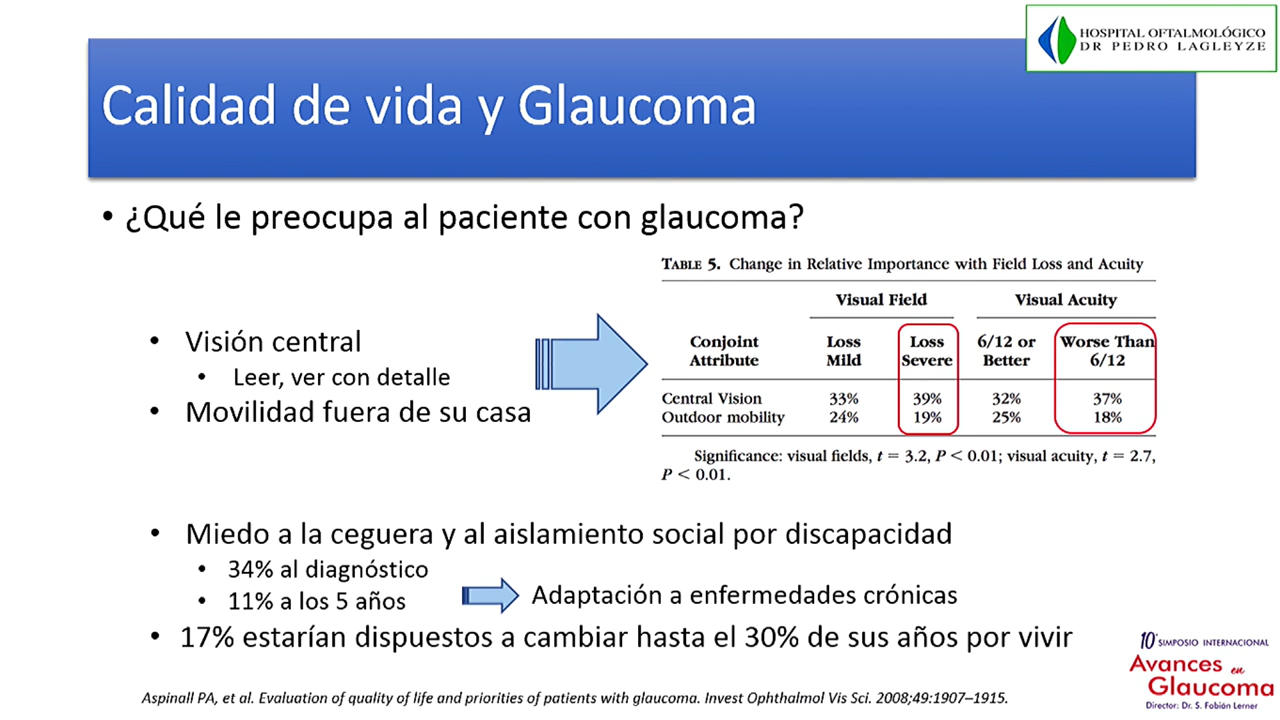 HOSPITAL OFTALMOLÓGICO
DR PEDRO LAGLEYZE
Calidad de vida y Glaucoma
• ¿Qué le preocupa al paciente con glaucoma?
• Visión central
• Leer, ver con detalle
• Movilidad fuera de su casa
TABLE 5. Change in Relative Importance with Field Loss and Acuity
Visual Field Visual Acuity
Conjoint Loss Loss 6/12 or Worse Than
Attribute Mild Severe Better 6/12
Central Vision 33% 39% 32% 37%
Outdoor mobility 24% 19% 25% 18%
Significance: visual fields, t = 3.2, P < 0.01; visual acuity, t = 2.7,
P < 0.01.
• Miedo a la ceguera y al aislamiento social por discapacidad
• 34% al diagnóstico
• 11% a los 5 años
Adaptación a enfermedades crónicas
• 17% estarían dispuestos a cambiar hasta el 30% de sus años por vivir
Aspinall PA, et al. Evaluation of quality of life and priorities of patients with glaucoma. Invest Ophthalmol Vis Sci. 2008;49:1907–1915.
10° SIMPOSIO INTERNACIONAL
Avances en
Glaucoma
Director: Dr. S. Fabián Lerner